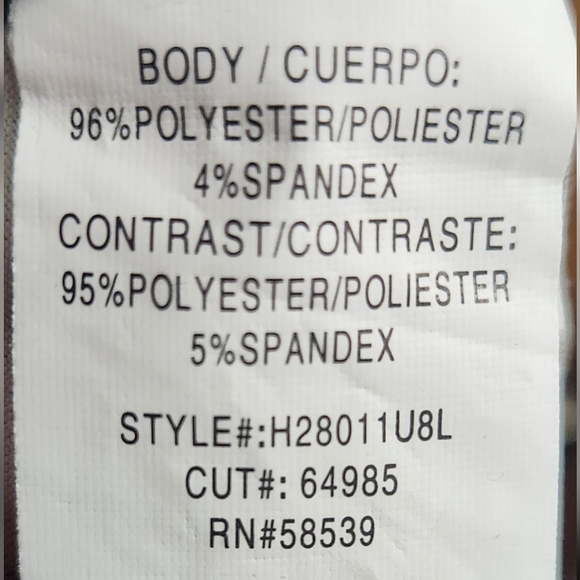 BODY / CUERPO:
96%POLYESTER/POLIESTER
4%SPANDEX
CONTRAST/CONTRASTE:
95%POLYESTER/POLIESTER
5%SPANDEX
STYLE#:H28011U8L
CUT#: 64985
RN#58539